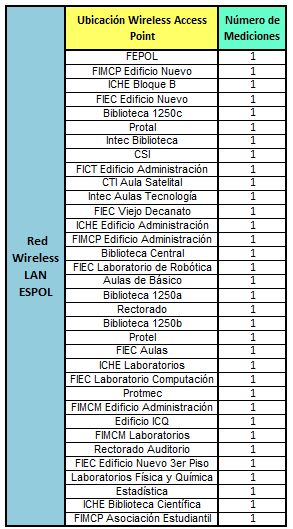 Ubicación Wireless Access Point
Número de Mediciones
Red Wireless LAN ESPOL
FEPOL 1
FIMCP Edificio Nuevo 1
ICHE Bloque B 1
FIEC Edificio Nuevo 1
Biblioteca 1250c 1
Protal 1
Intec Biblioteca 1
CSI 1
FICT Edificio Administración 1
CTI Aula Satelital 1
Intec Aulas Tecnología 1
FIEC Viejo Decanato 1
ICHE Edificio Administración 1
FIMCP Edificio Administración 1
Biblioteca Central 1
FIEC Laboratorio de Robótica 1
Aulas de Básico 1
Biblioteca 1250a 1
Rectorado 1
Biblioteca 1250b 1
Protel 1
FIEC Aulas 1
ICHE Laboratorios 1
FIEC Laboratorio Computación 1
Protmec 1
FIMCM Edificio Administración 1
Edificio ICQ 1
FIMCM Laboratorios 1
Rectorado Auditorio 1
FIEC Edificio Nuevo 3er Piso 1
Laboratorios Física y Química 1
Estadística 1
ICHE Biblioteca Científica 1
FIMCP Asociación Estudiantil 1